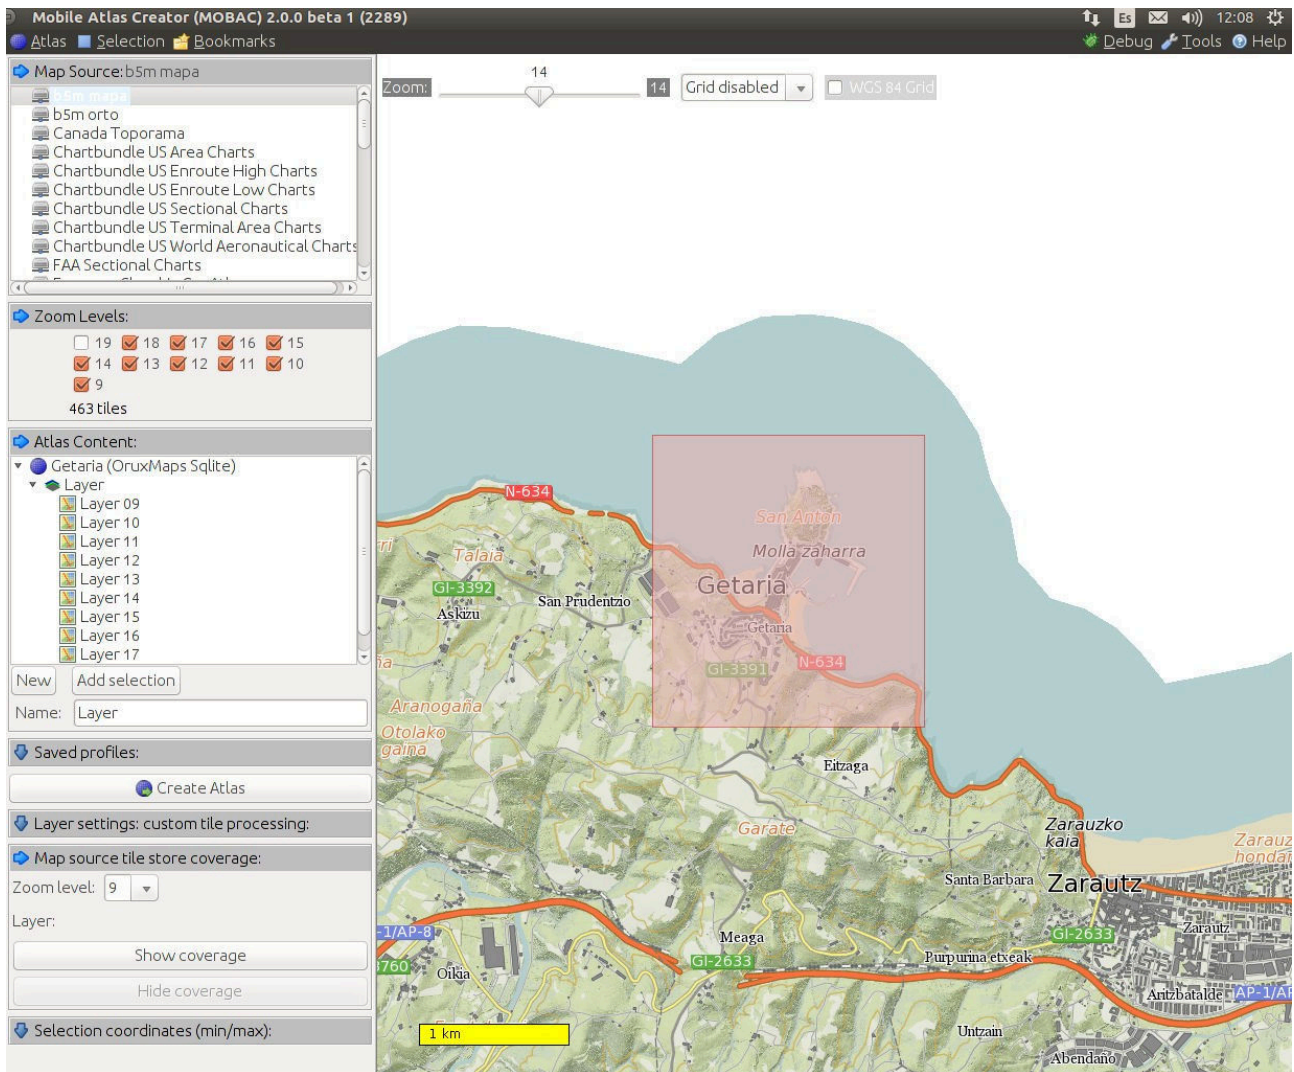 Mobile Atlas Creator (MOBAC) 2.0.0 beta 1 (2289)
Es 12:08
Atlas Selection Bookmarks
Debug Tools Help
Map Source: b5m mapa
b5m mapa
b5m orto
Canada Toporama
Chartbundle US Area Charts
Chartbundle US Enroute High Charts
Chartbundle US Enroute Low Charts
Chartbundle US Sectional Charts
Chartbundle US Terminal Area Charts
Chartbundle US World Aeronautical Charts
FAA Sectional Charts
Zoom Levels:
19 18 17 16 15
14 13 12 11 10
9
463 tiles
Atlas Content:
Getaria (OruxMaps Sqlite)
Layer
Layer 09
Layer 10
Layer 11
Layer 12
Layer 13
Layer 14
Layer 15
Layer 16
Layer 17
New Add selection
Name: Layer
Saved profiles:
Create Atlas
Layer settings: custom tile processing:
Map source tile store coverage:
Zoom level: 9
Layer:
Show coverage
Hide coverage
Selection coordinates (min/max):
14
Zoom: 14 Grid disabled WGS 84 Grid
N-634
San Anton
Talaia
Molla zaharra
GI-3392
Getaria
San Prudentzio
Askizu
Getaria
GI-3391
N-634
Aranogaña
Otolako
gaina
Eitzaga
Garate
Zarauzko
kaia
Zarauz
hondar
Santa Barbara
Zarautz
-1/AP-8
Meaga
GI-2633
Zarautz
GI-2633
Purpurina etxeak
3760
Oikia
Aritzbatalde
AP-1/AP
1 km
Untzain
Abendaño